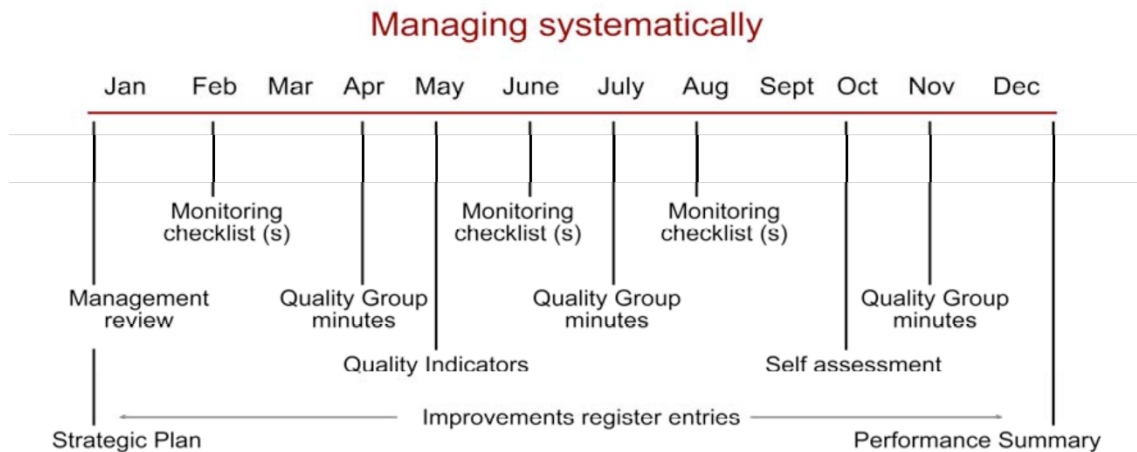 Managing systematically
Jan Feb Mar Apr May June July Aug Sept Oct Nov Dec
Monitoring
checklist (s)
Monitoring
checklist (s)
Monitoring
checklist (s)
Management
review
Quality Group
minutes
Quality Group
minutes
Quality Group
minutes
Quality Indicators
Self assessment
Improvements register entries
Strategic Plan
Performance Summary